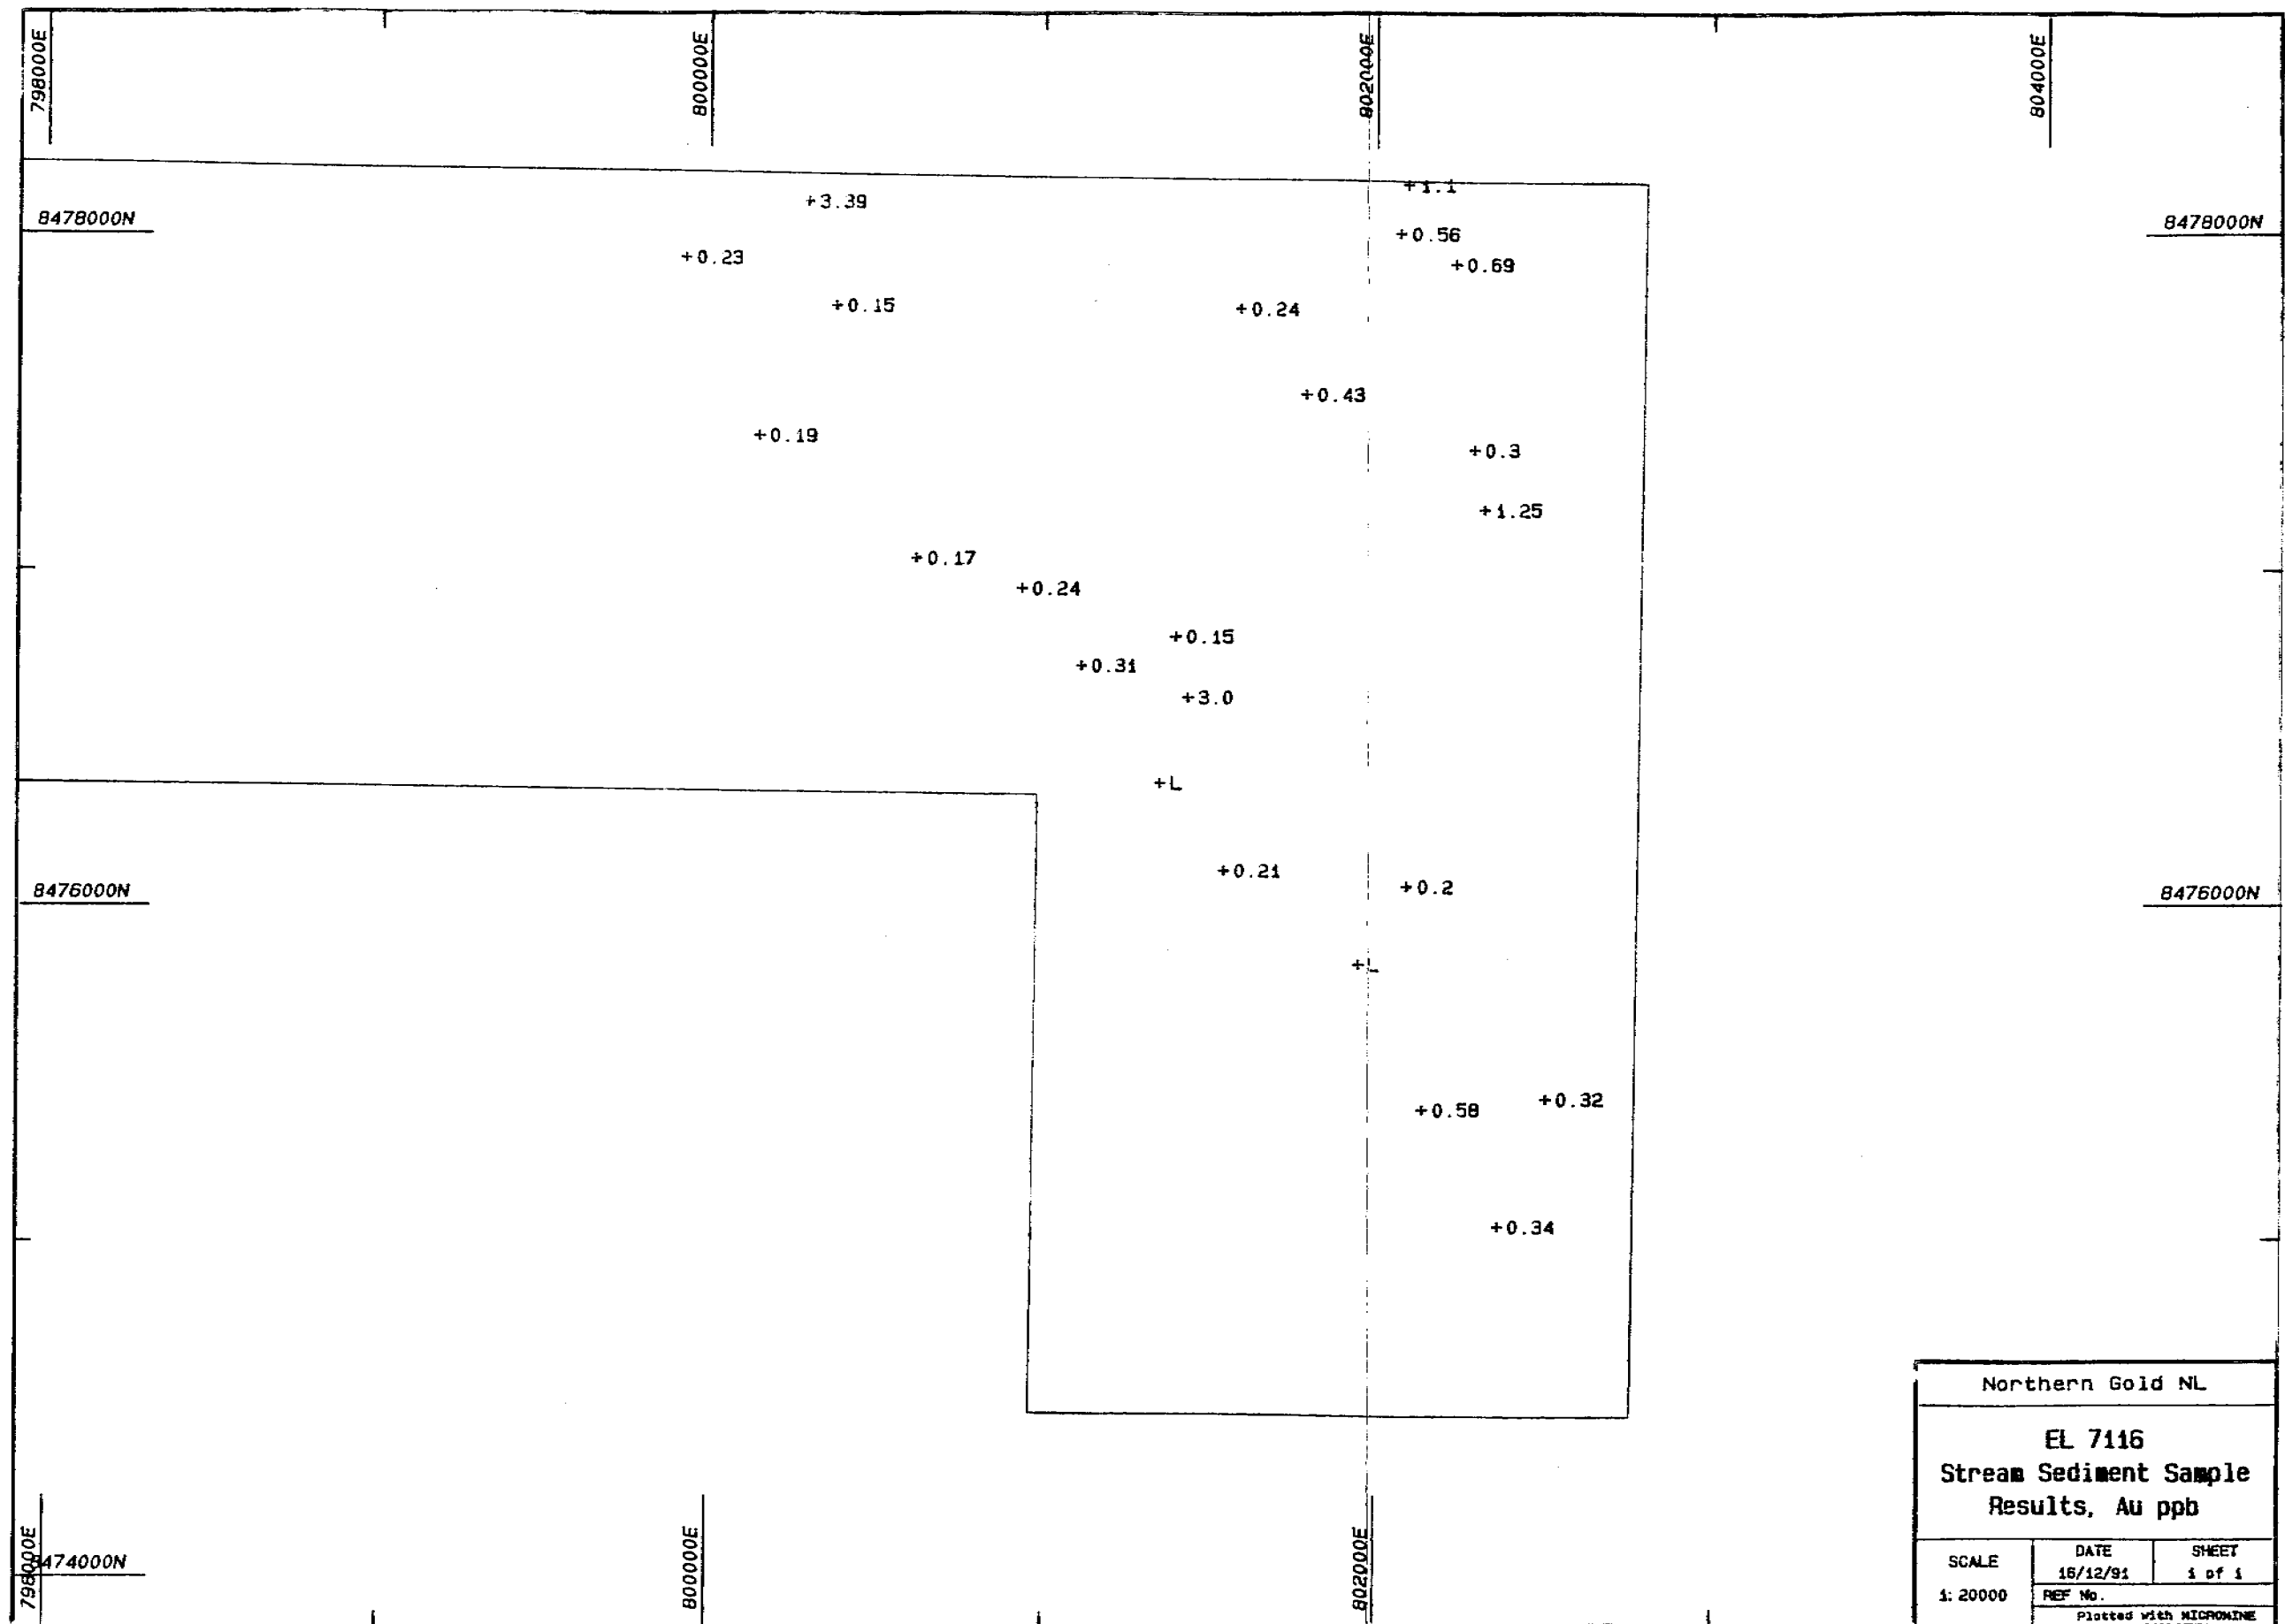 798000E
800000E
802000E
804000E
+1.1
+3.39
8478000N
8478000N
+0.56
+0.23
+0.69
+0.15
+0.24
+0.43
+0.19
+0.3
+1.25
+0.17
+0.24
+0.15
+0.31
+3.0
+L
+0.21
+0.2
8476000N
8476000N
+L
+0.58
+0.32
+0.34
Northern Gold NL
EL 7116
Stream Sediment Sample
Results, Au ppb
SCALE
1:20000
DATE
16/12/91
SHEET
1 of 1
REF No.
Plotted with MICROMINE
798000E
8474000N
800000E
802000E